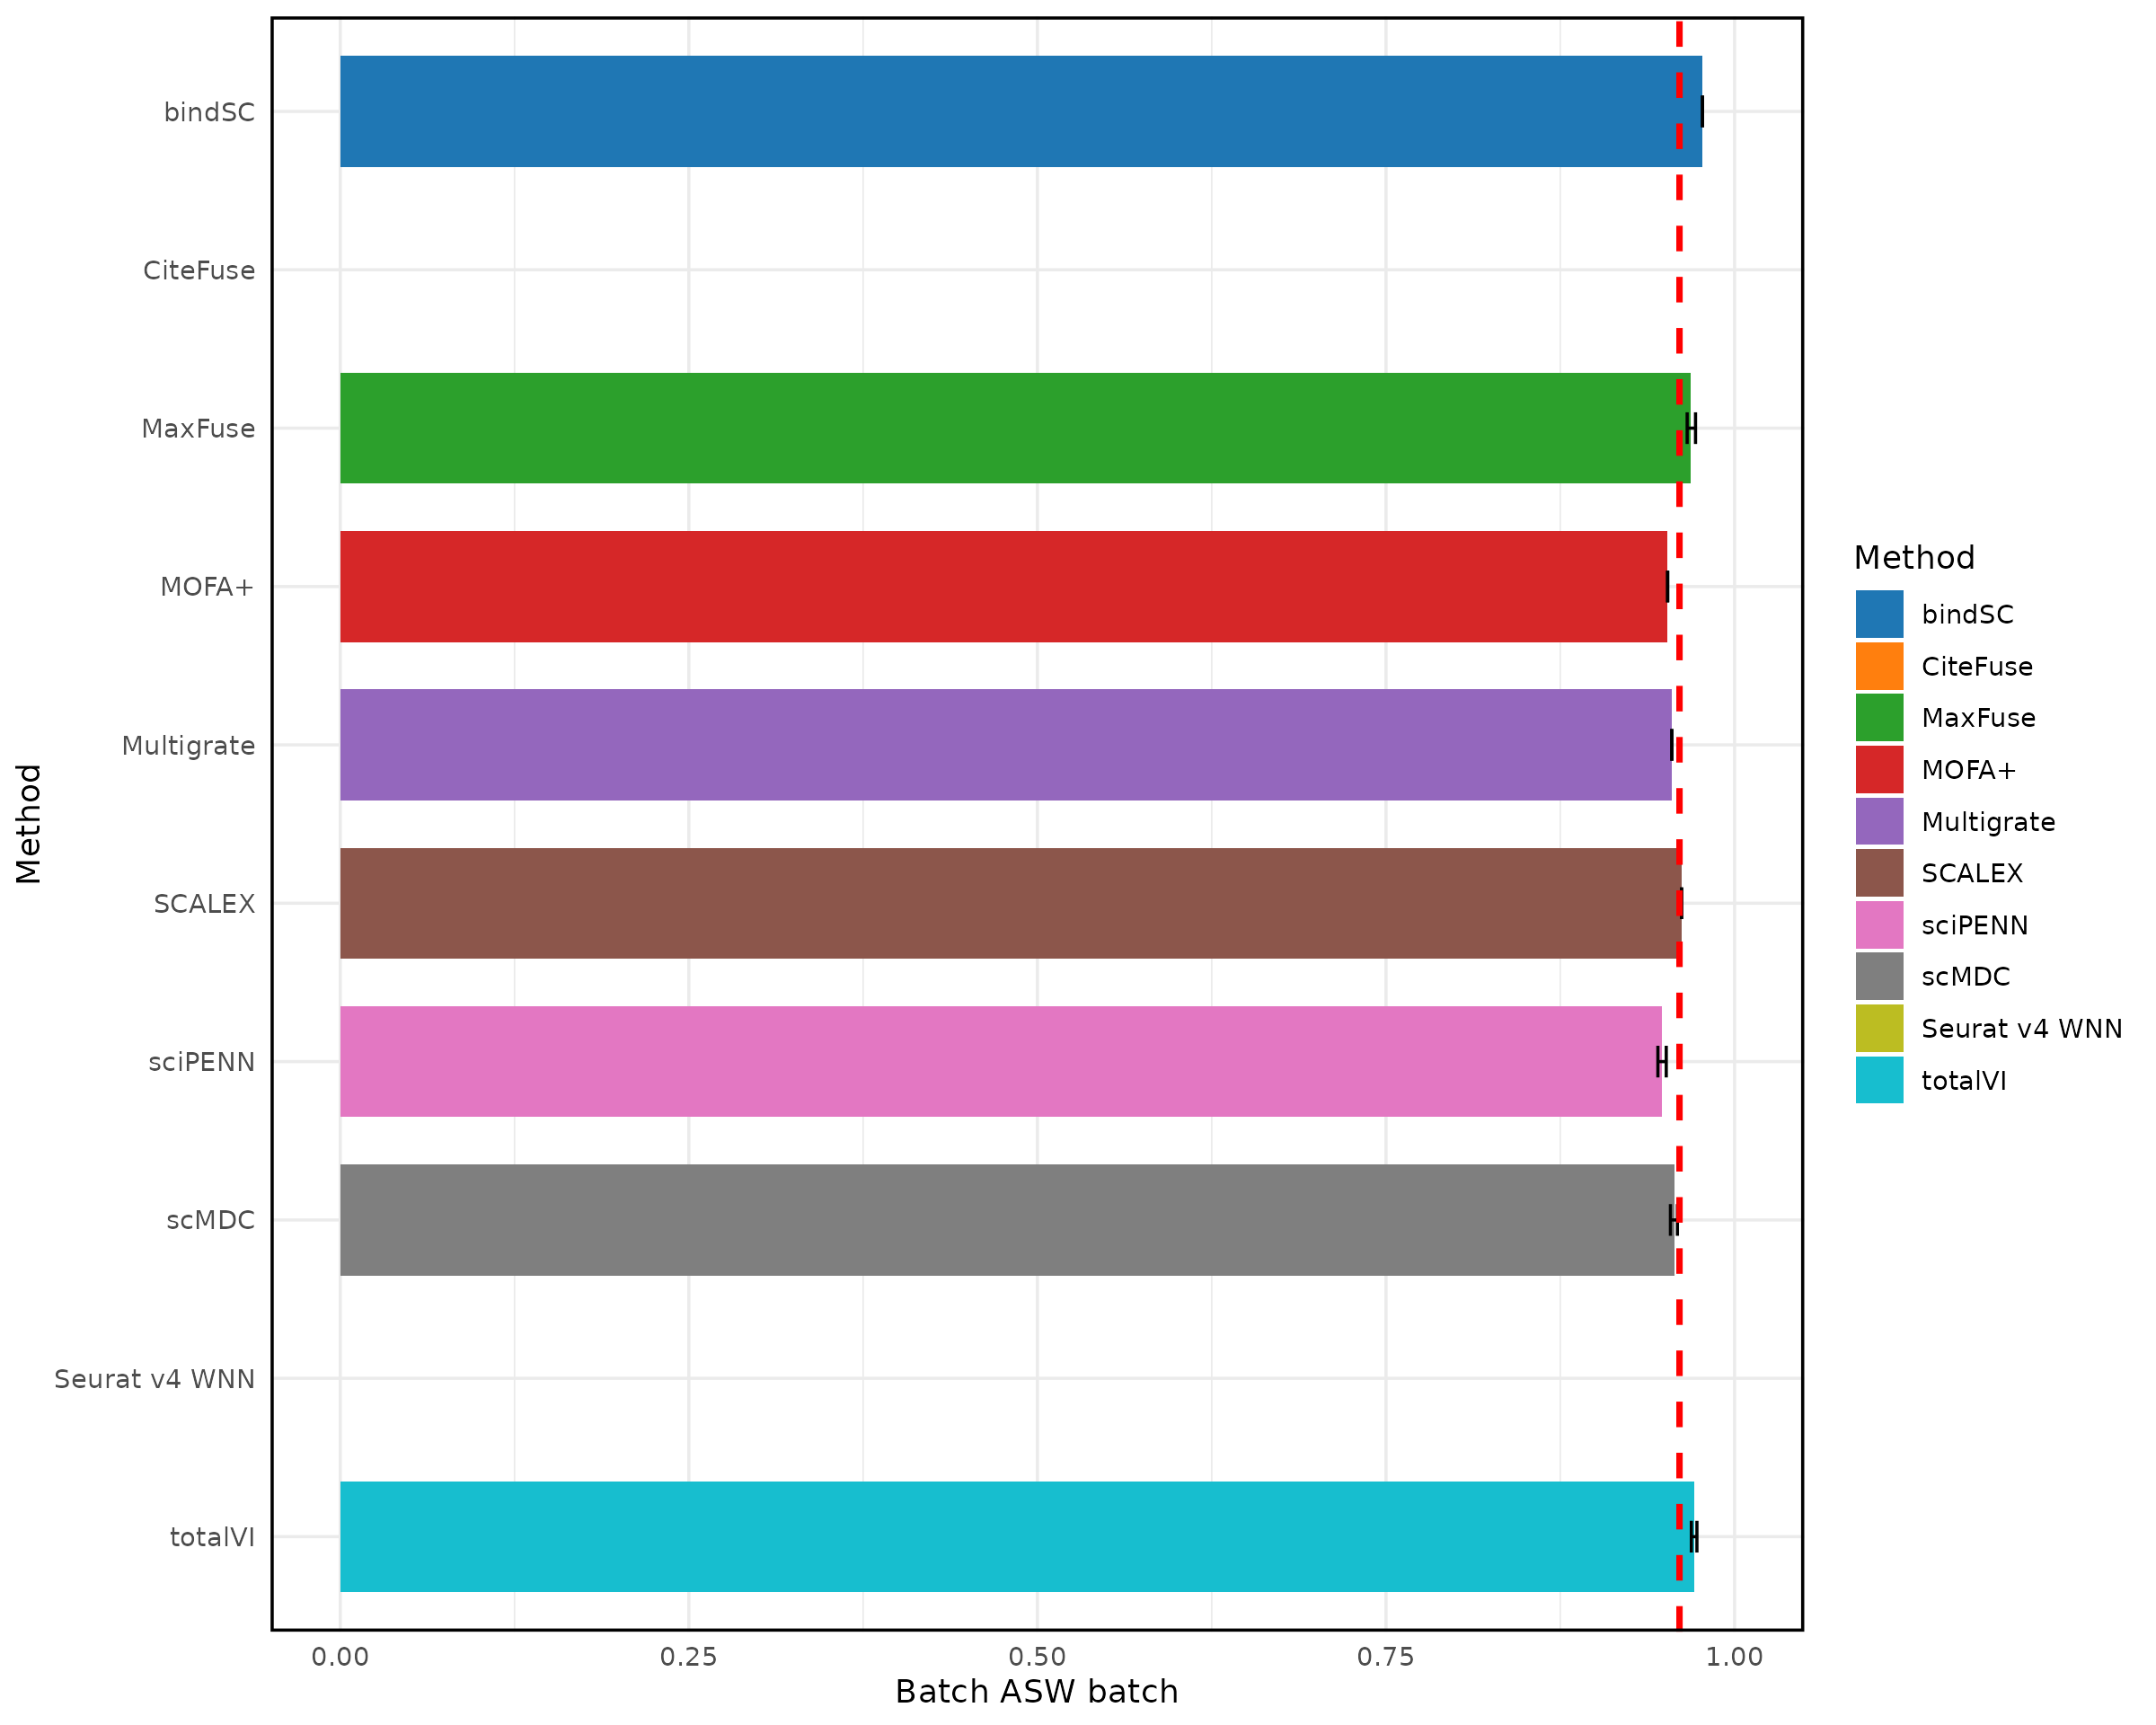 bindSC
CiteFuse
MaxFuse
MOFA+
Multigrate
SCALEX
sciPENN
scMDC
Seurat v4 WNN
totalVI
Method
0.00 0.25 0.50 0.75 1.00
Batch ASW batch
Method
bindSC
CiteFuse
MaxFuse
MOFA+
Multigrate
SCALEX
sciPENN
scMDC
Seurat v4 WNN
totalVI